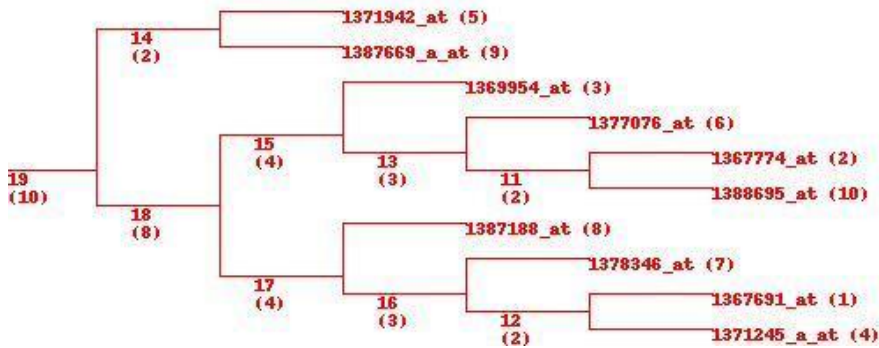 1371942_at (5)
14
(2)
1387669_a_at (9)
1369954_at (3)
1377076_at (6)
15
(4)
13
(3)
1367774_at (2)
11
(2)
19
(10)
1388695_at (10)
18
(8)
1387188_at (8)
1378346_at (7)
17
(4)
16
(3)
1367691_at (1)
12
(2)
1371245_a_at (4)